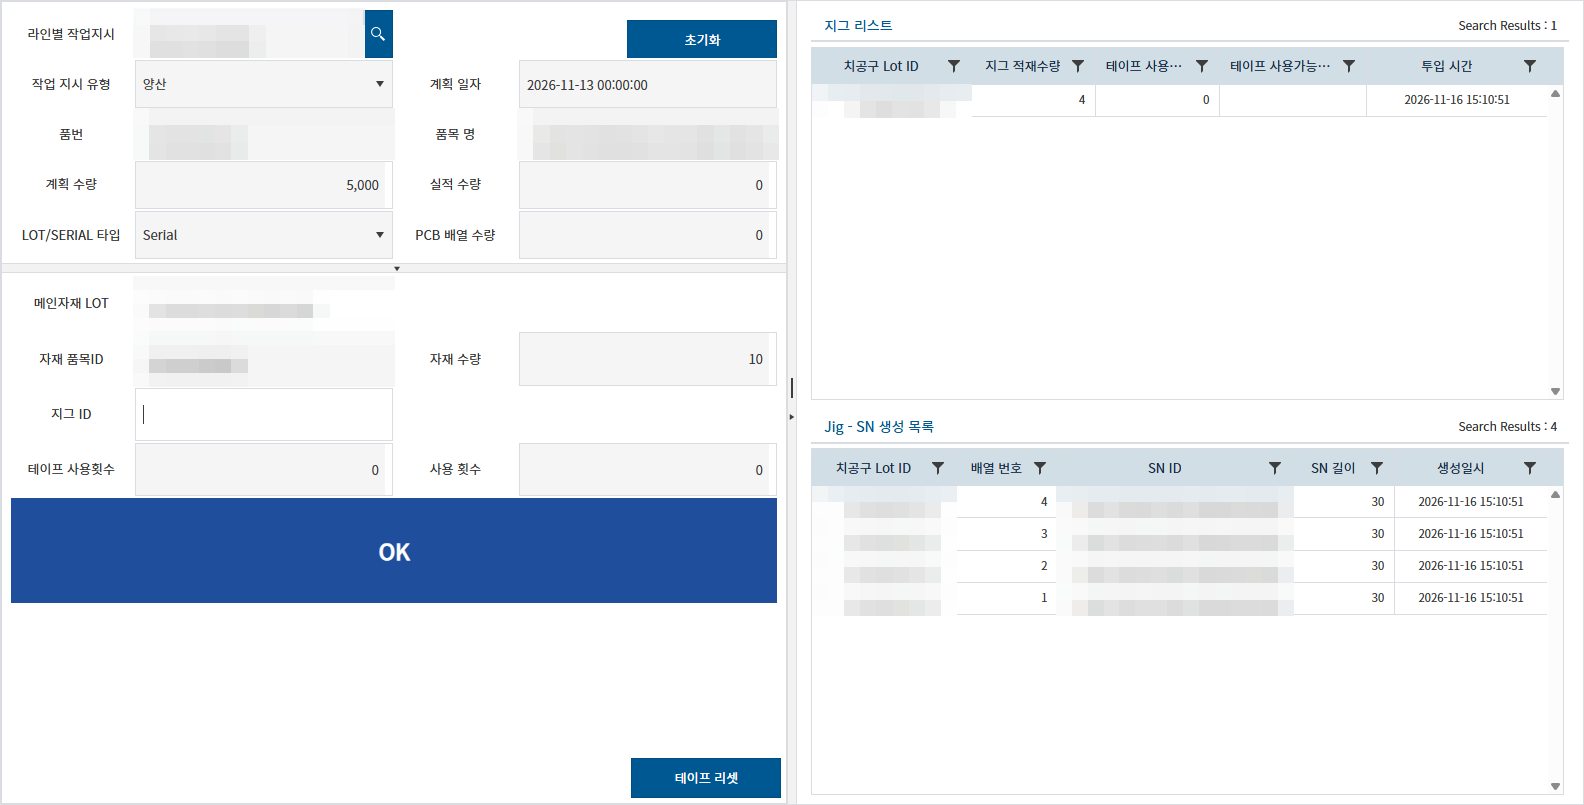 라인별 작업지시
초기화
작업 지시 유형 양산 계획 일자 2026-11-13 00:00:00
품번 품목 명
계획 수량 5,000 실적 수량 0
LOT/SERIAL 타입 Serial PCB 배열 수량 0
메인자재 LOT
자재 품목ID 자재 수량 10
지그 ID
테이프 사용횟수 0 사용 횟수 0
OK
테이프 리셋
지그 리스트 Search Results : 1
치공구 Lot ID 지그 적재수량 테이프 사용… 테이프 사용가능… 투입 시간
4 0 2026-11-16 15:10:51
Jig - SN 생성 목록 Search Results : 4
치공구 Lot ID 배열 번호 SN ID SN 길이 생성일시
4 30 2026-11-16 15:10:51
3 30 2026-11-16 15:10:51
2 30 2026-11-16 15:10:51
1 30 2026-11-16 15:10:51